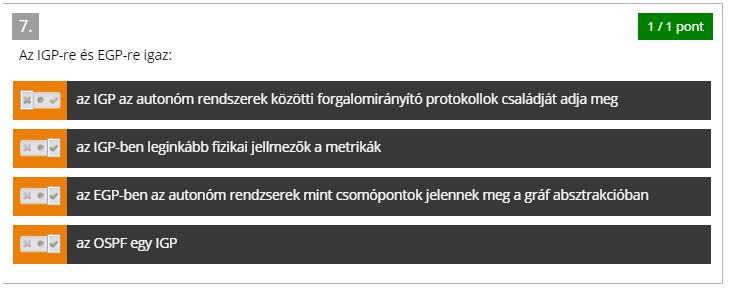 7.
1 / 1 pont
Az IGP-re és EGP-re igaz:
az IGP az autonóm rendszerek közötti forgalomirányító protokollok családját adja meg
az IGP-ben leginkább fizikai jellmezők a metrikák
az EGP-ben az autonóm rendzserek mint csomópontok jelennek meg a gráf absztrakcióban
az OSPF egy IGP